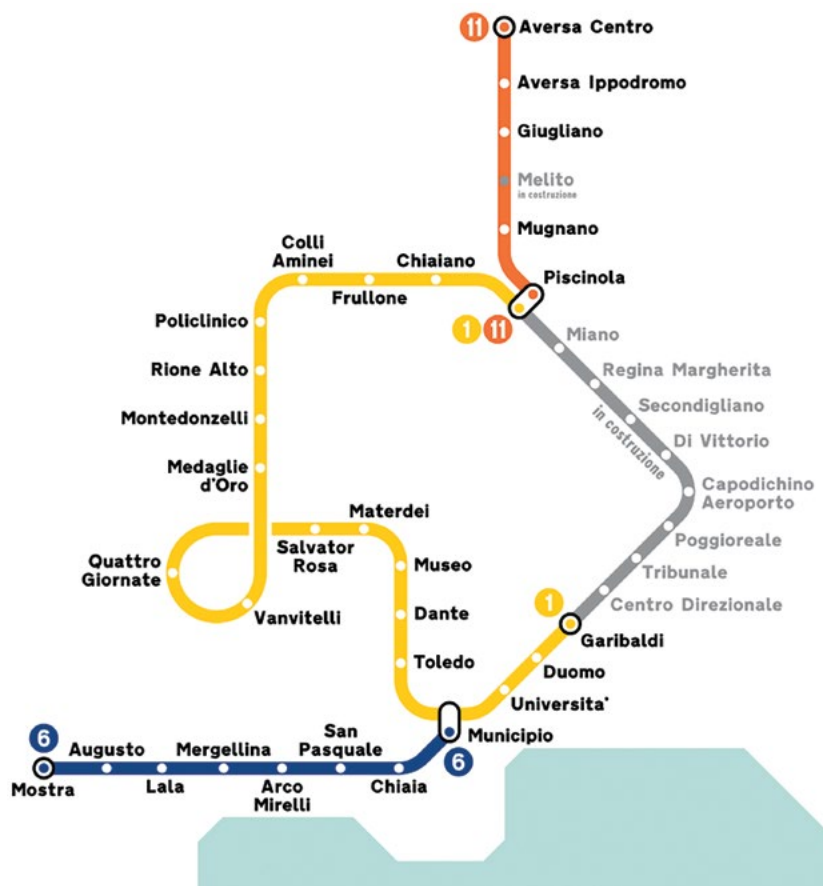 11
Aversa Centro
Aversa Ippodromo
Giugliano
Melito
in costruzione
Mugnano
Piscinola
1
11
Chiaiano
Frullone
Colli
Aminei
Policlinico
Rione Alto
Montedonzelli
Medaglie
d'Oro
Vanvitelli
Quattro
Giornate
Salvator
Rosa
Materdei
Museo
Dante
Toledo
Municipio
Universita'
Duomo
1
Garibaldi
Centro Direzionale
Tribunale
Poggioreale
Capodichino
Aeroporto
Di Vittorio
in costruzione
Secondigliano
Regina Margherita
Miano
6
Mostra
Augusto
Lala
Mergellina
Arco
Mirelli
San
Pasquale
Chiaia
6